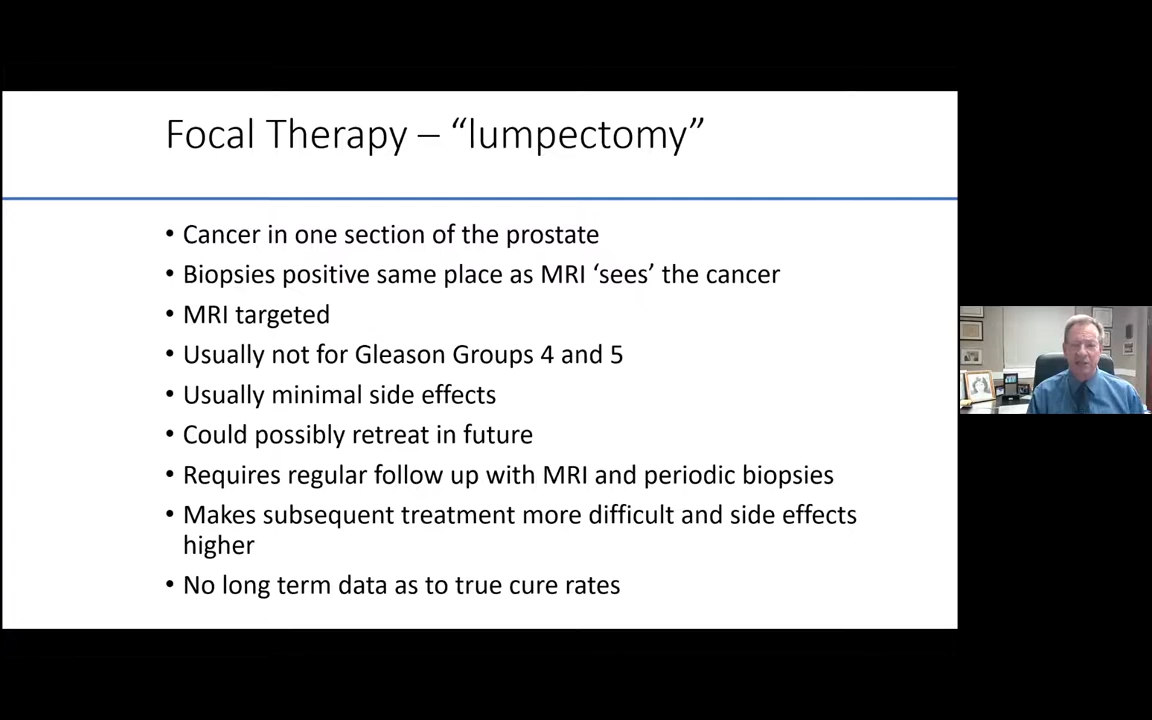 Focal Therapy – “lumpectomy”
• Cancer in one section of the prostate
• Biopsies positive same place as MRI ‘sees’ the cancer
• MRI targeted
• Usually not for Gleason Groups 4 and 5
• Usually minimal side effects
• Could possibly retreat in future
• Requires regular follow up with MRI and periodic biopsies
• Makes subsequent treatment more difficult and side effects
higher
• No long term data as to true cure rates